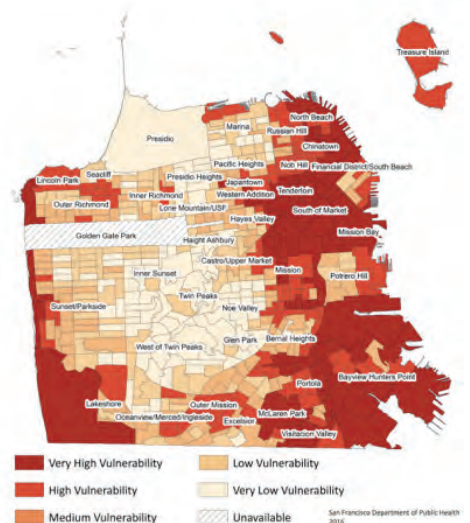 Treasure Island
North Beach
Marina
Russian Hill
Presidio
Chinatown
Pacific Heights
Nob Hill
Financial District/South Beach
Seacliff
Presidio Heights
Lincoln Park
Japantown
Tenderloin
Inner Richmond
Western Addition
Outer Richmond
Lone Mountain/USF
South of Market
Hayes Valley
Mission Bay
Golden Gate Park
Haight Ashbury
Castro/Upper Market
Inner Sunset
Mission
Potrero Hill
Twin Peaks
Sunset/Parkside
Noe Valley
Glen Park
Bernal Heights
West of Twin Peaks
Bayview Hunters Point
Portola
Lakeshore
Outer Mission
McLaren Park
Oceanview/Merced/Ingleside
Excelsior
Visitacion Valley
Very High Vulnerability
Low Vulnerability
High Vulnerability
Very Low Vulnerability
Medium Vulnerability
Unavailable
San Francisco Department of Public Health